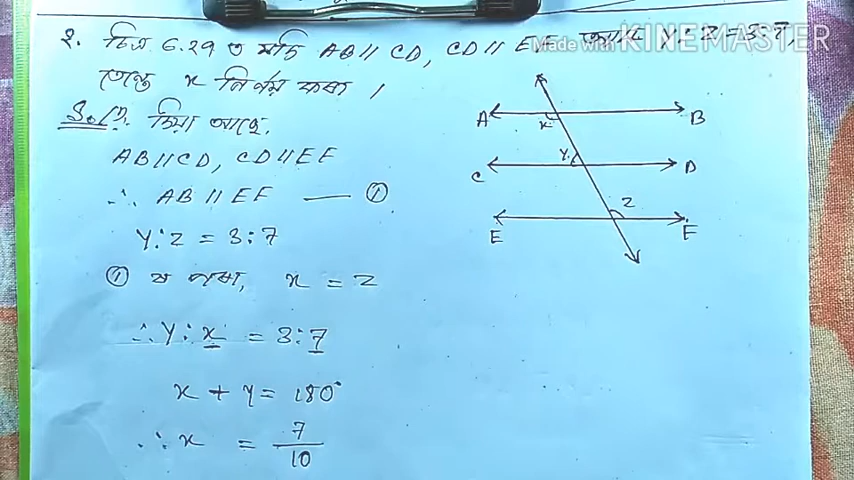 ২. চিত্ৰ 6.29 ত যদি AB // CD, CD // EF আৰু y : z = 3:7,
তেন্তে x নিৰ্ণয় কৰা ।
Made with KINEMASTER
Solⁿ. দিয়া আছে,
AB // CD, CD // EF
∴ AB // EF —— ①
y : z = 3 : 7
① ৰ পৰা, x = z
∴ y : x = 3 : 7
x + y = 180°
∴ x = 7/10
A B
x
C D
y
E F
z